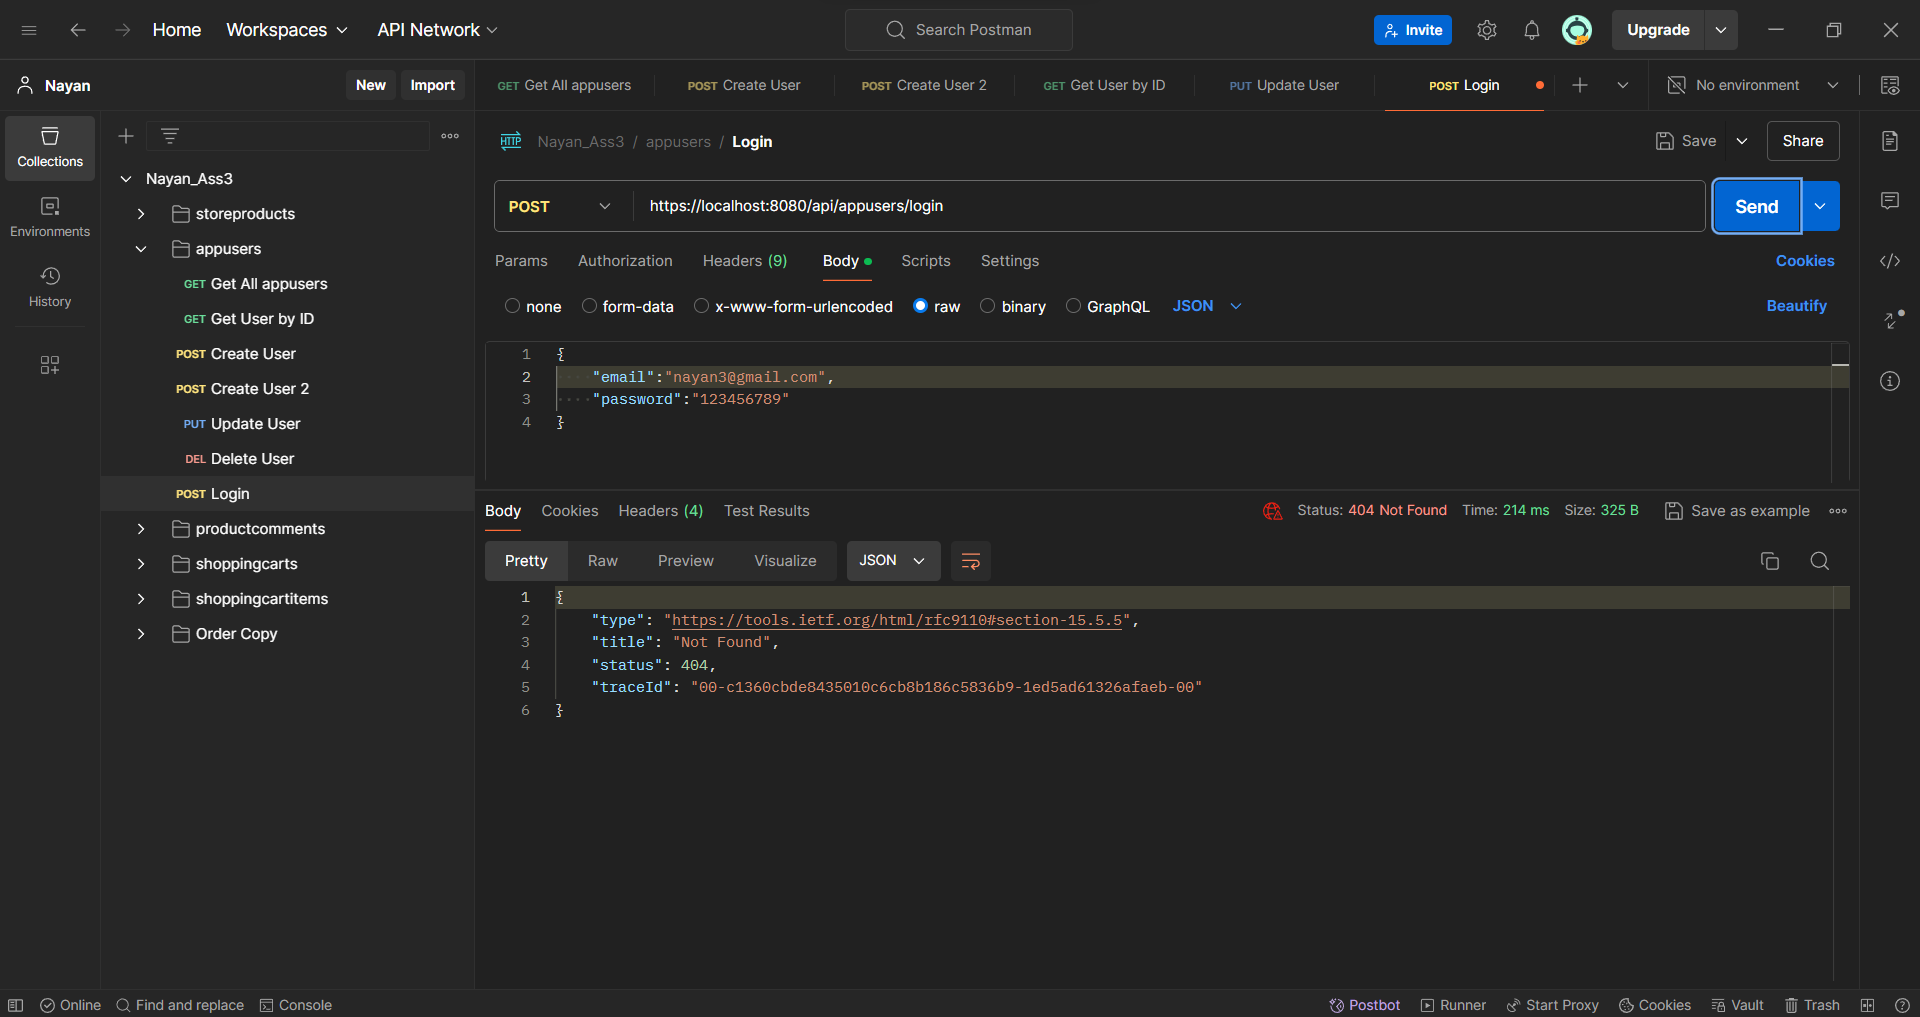 Home Workspaces API Network Search Postman Invite Upgrade
Nayan New Import
GET Get All appusers POST Create User POST Create User 2 GET Get User by ID PUT Update User POST Login No environment
Collections
Environments
History
Nayan_Ass3
storeproducts
appusers
GET Get All appusers
GET Get User by ID
POST Create User
POST Create User 2
PUT Update User
DEL Delete User
POST Login
productcomments
shoppingcarts
shoppingcartitems
Order Copy
HTTP Nayan_Ass3 / appusers / Login Save Share
POST https://localhost:8080/api/appusers/login Send
Params Authorization Headers (9) Body Scripts Settings Cookies
none form-data x-www-form-urlencoded raw binary GraphQL JSON Beautify
1 {
2 "email":"nayan3@gmail.com",
3 "password":"123456789"
4 }
Body Cookies Headers (4) Test Results Status: 404 Not Found Time: 214 ms Size: 325 B Save as example
Pretty Raw Preview Visualize JSON
1 {
2 "type": "https://tools.ietf.org/html/rfc9110#section-15.5.5",
3 "title": "Not Found",
4 "status": 404,
5 "traceId": "00-c1360cbde8435010c6cb8b186c5836b9-1ed5ad61326afaeb-00"
6 }
Online Find and replace Console Postbot Runner Start Proxy Cookies Vault Trash